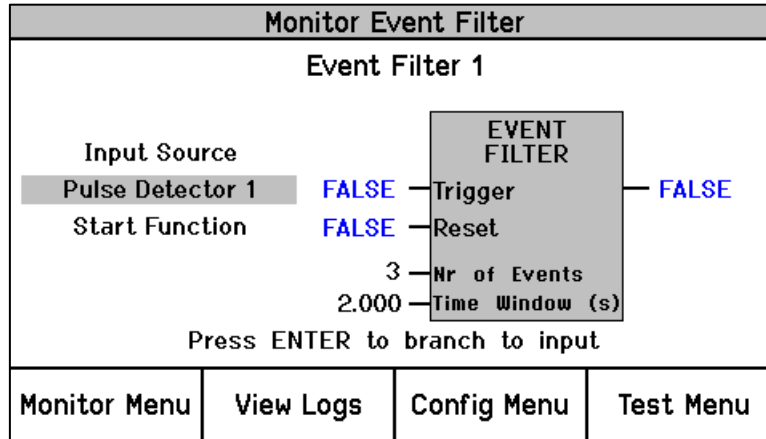 Monitor Event Filter
Event Filter 1
EVENT
FILTER
Input Source
Pulse Detector 1 FALSE Trigger FALSE
Start Function FALSE Reset
3 Nr of Events
2.000 Time Window (s)
Press ENTER to branch to input
Monitor Menu View Logs Config Menu Test Menu